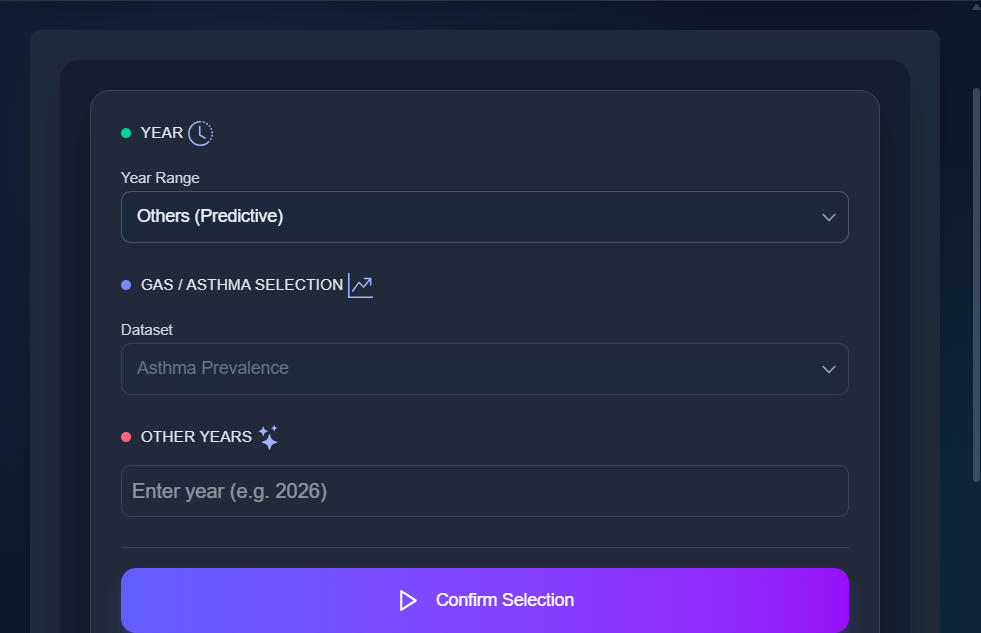 YEAR
Year Range
Others (Predictive)
GAS / ASTHMA SELECTION
Dataset
Asthma Prevalence
OTHER YEARS
Enter year (e.g. 2026)
Confirm Selection